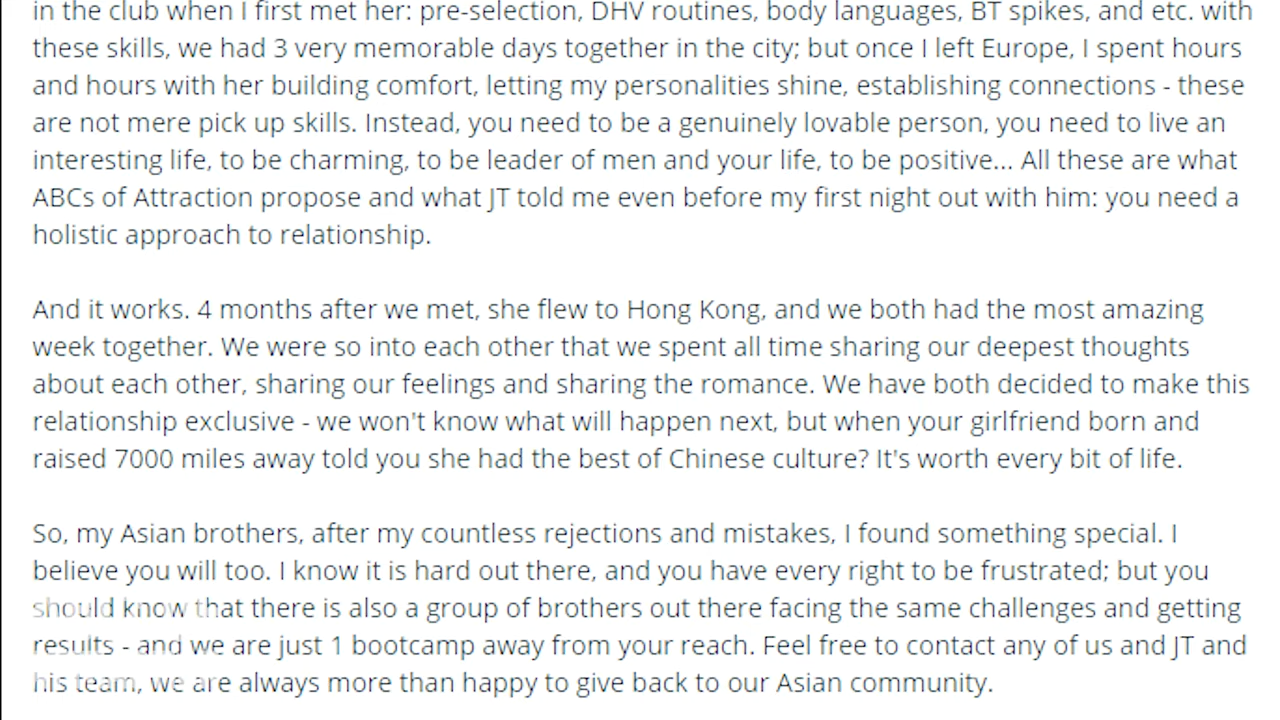 in the club when I first met her: pre-selection, DHV routines, body languages, BT spikes, and etc. with
these skills, we had 3 very memorable days together in the city; but once I left Europe, I spent hours
and hours with her building comfort, letting my personalities shine, establishing connections - these
are not mere pick up skills. Instead, you need to be a genuinely lovable person, you need to live an
interesting life, to be charming, to be leader of men and your life, to be positive... All these are what
ABCs of Attraction propose and what JT told me even before my first night out with him: you need a
holistic approach to relationship.
And it works. 4 months after we met, she flew to Hong Kong, and we both had the most amazing
week together. We were so into each other that we spent all time sharing our deepest thoughts
about each other, sharing our feelings and sharing the romance. We have both decided to make this
relationship exclusive - we won't know what will happen next, but when your girlfriend born and
raised 7000 miles away told you she had the best of Chinese culture? It's worth every bit of life.
So, my Asian brothers, after my countless rejections and mistakes, I found something special. I
believe you will too. I know it is hard out there, and you have every right to be frustrated; but you
should know that there is also a group of brothers out there facing the same challenges and getting
results - and we are just 1 bootcamp away from your reach. Feel free to contact any of us and JT and
his team, we are always more than happy to give back to our Asian community.